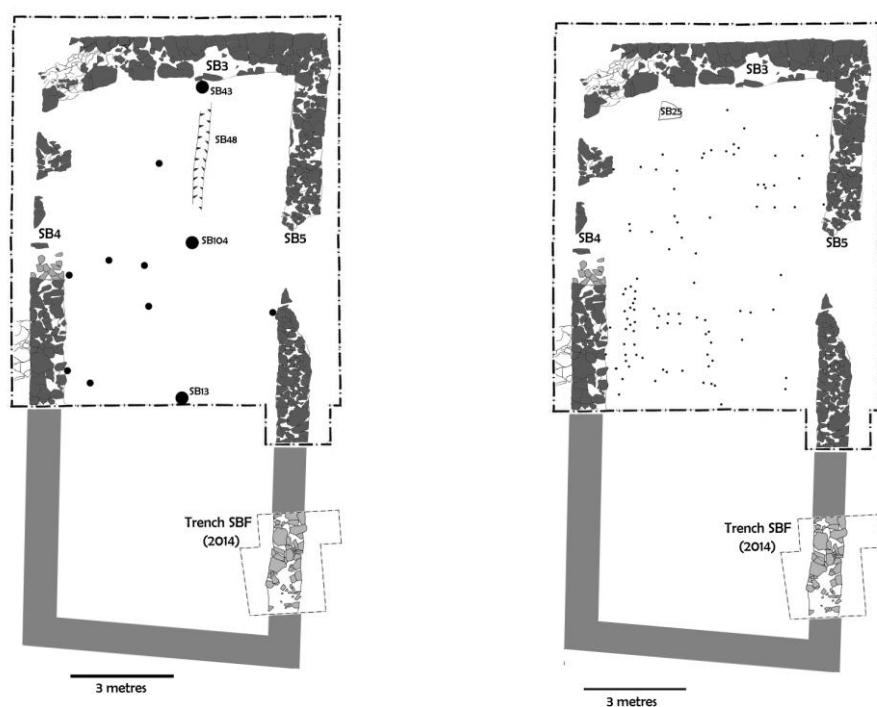 SB3
SB43
SB48
SB104
SB4
SB5
SB13
Trench SBF
(2014)
3 metres
SB3
SB25
SB4
SB5
Trench SBF
(2014)
3 metres